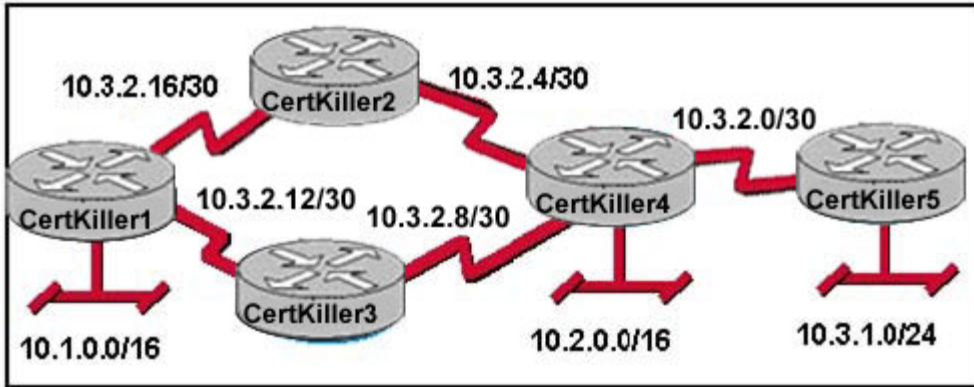 10.3.2.16/30
CertKiller2
10.3.2.4/30
10.3.2.0/30
CertKiller1
10.3.2.12/30
10.3.2.8/30
CertKiller4
CertKiller5
CertKiller3
10.1.0.0/16
10.2.0.0/16
10.3.1.0/24